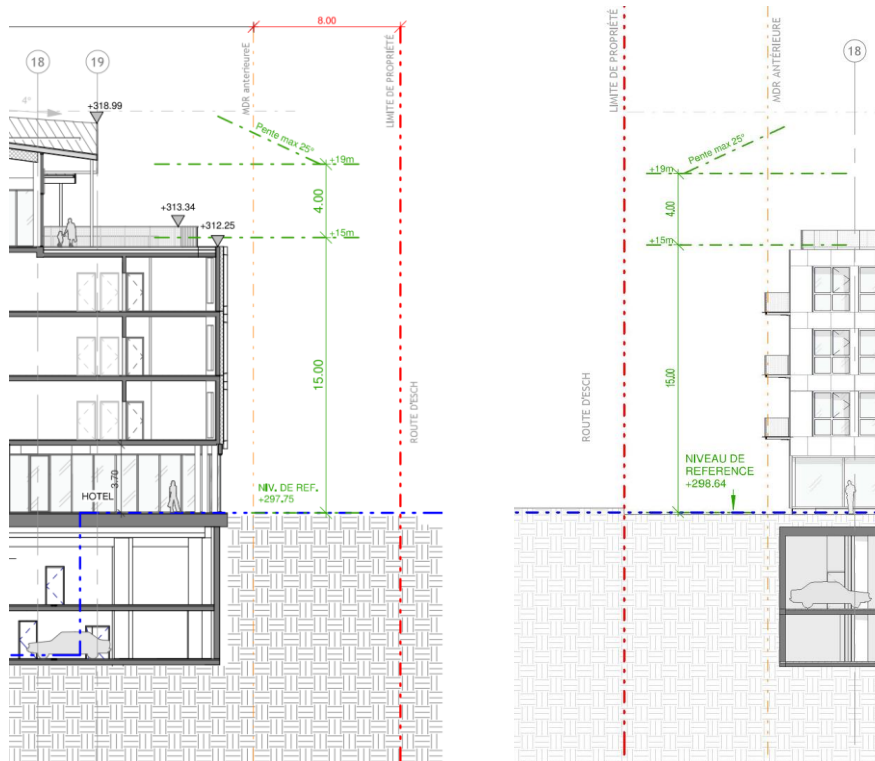 8.00
18
19
MDR anterieureE
LIMITE DE PROPRIÉTÉ
4°
+318.99
Pente max 25°
+19m
4.00
+313.34
+312.25
+15m
15.00
ROUTE D'ESCH
3.70
HOTEL
NIV. DE REF.
+297.75
LIMITE DE PROPRIÉTÉ
MDR ANTÉRIEURE
18
Pente max 25°
+19m
4.00
+15m
15.00
ROUTE D'ESCH
NIVEAU DE
REFERENCE
+298.64